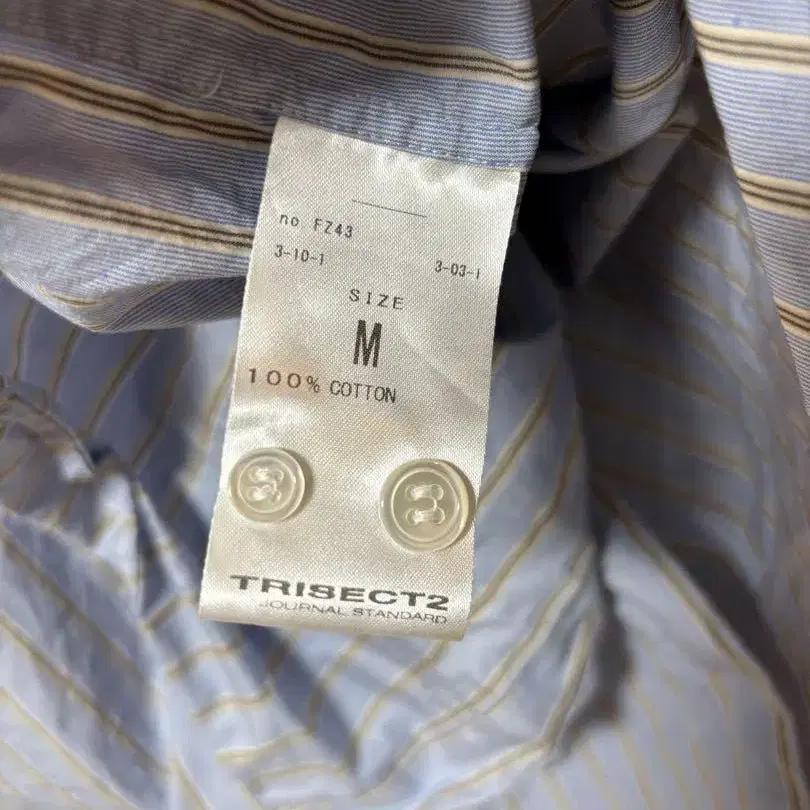 no FZ43
3-10-1 3-03-1
SIZE
M
100% COTTON
TRISECT2
JOURNAL STANDARD